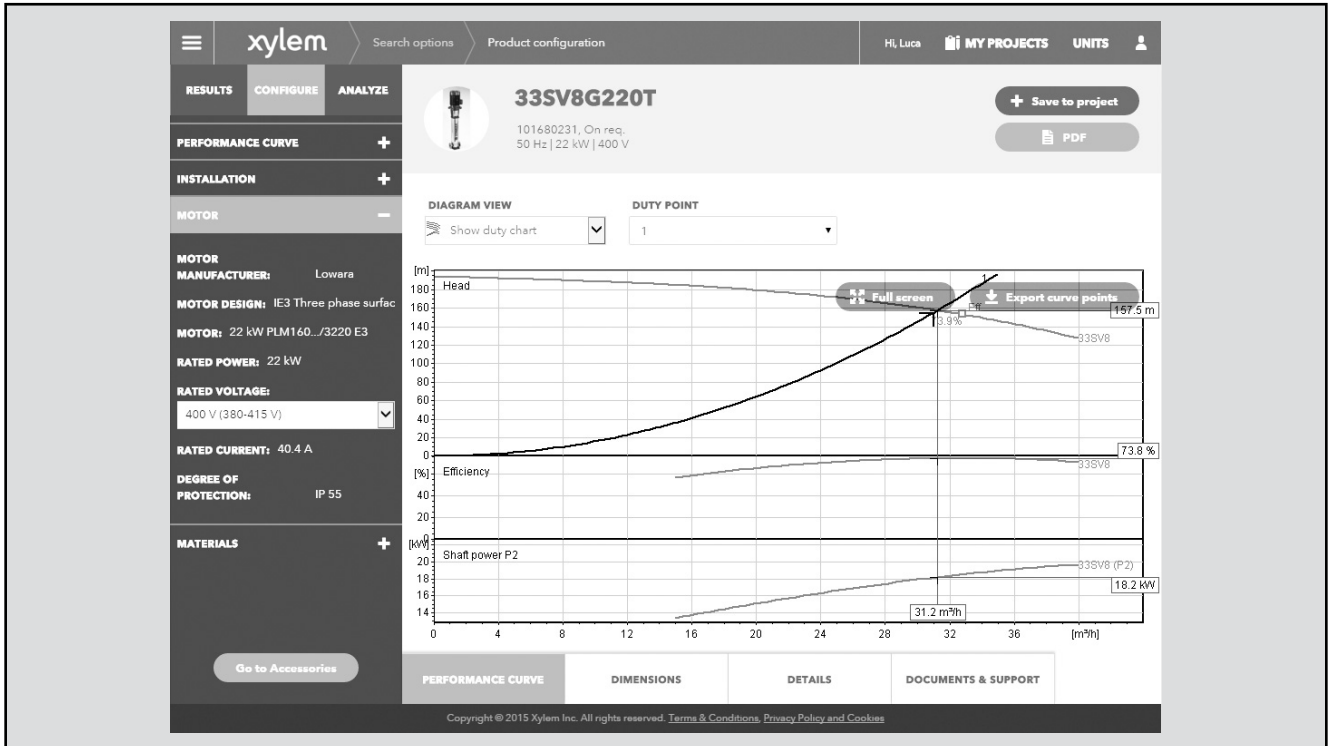 xylem
Search options
Product configuration
Hi, Luca
MY PROJECTS
UNITS
RESULTS
CONFIGURE
ANALYZE
PERFORMANCE CURVE
INSTALLATION
MOTOR
MOTOR
MANUFACTURER: Lowara
MOTOR DESIGN: IE3 Three phase surfac
MOTOR: 22 kW PLM160.../3220 E3
RATED POWER: 22 kW
RATED VOLTAGE:
400 V (380-415 V)
RATED CURRENT: 40.4 A
DEGREE OF
PROTECTION: IP 55
MATERIALS
Go to Accessories
33SV8G220T
101680231, On req.
50 Hz | 22 kW | 400 V
+ Save to project
PDF
DIAGRAM VIEW
Show duty chart
DUTY POINT
1
[m]
Head
180
160
140
120
100
80
60
40
20
0
1
Full screen
Export curve points
Eff
3.9%
157.5 m
33SV8
[%]
Efficiency
40
20
0
73.8 %
33SV8
[kW]
Shaft power P2
20
18
16
14
33SV8 (P2)
18.2 kW
31.2 m³/h
0 4 8 12 16 20 24 28 32 36 [m³/h]
PERFORMANCE CURVE
DIMENSIONS
DETAILS
DOCUMENTS & SUPPORT
Copyright © 2015 Xylem Inc. All rights reserved. Terms & Conditions, Privacy Policy and Cookies